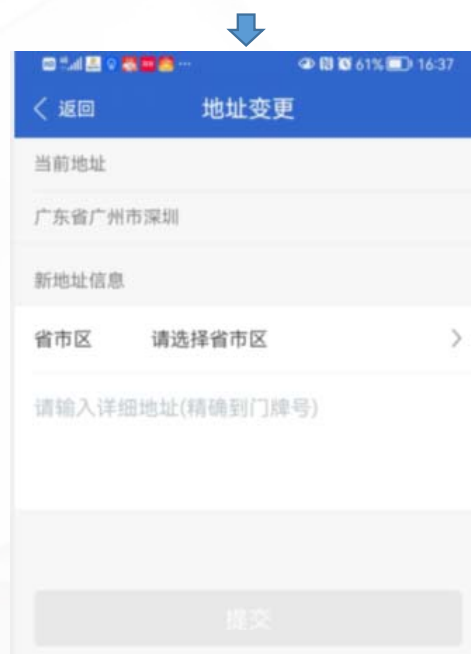 61% 16:37
返回 地址变更
当前地址
广东省广州市深圳
新地址信息
省市区 请选择省市区
请输入详细地址(精确到门牌号)
提交